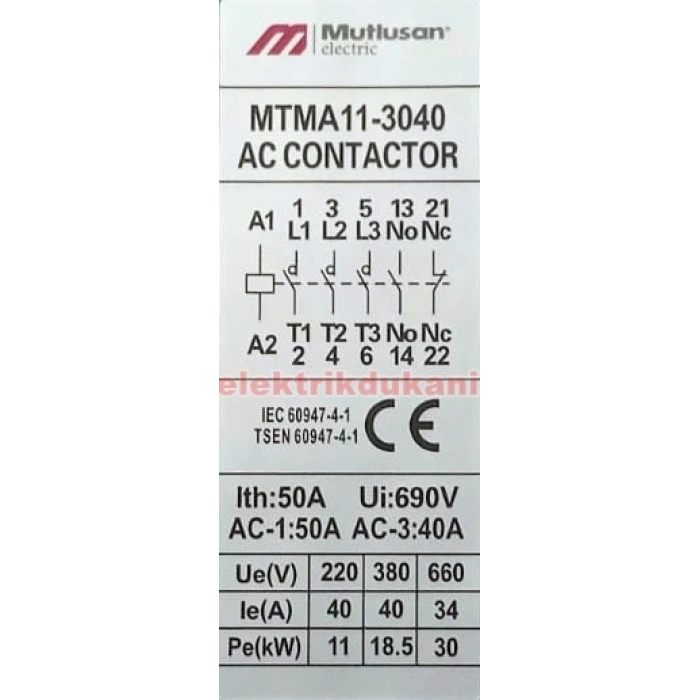 Mutlusan®
electric
MTMA11-3040
AC CONTACTOR
A1 1 3 5 13 21
L1 L2 L3 No Nc
A2 T1 T2 T3 No Nc
2 4 6 14 22
elektrikdukani
IEC 60947-4-1
TSEN 60947-4-1
CE
Ith:50A Ui:690V
AC-1:50A AC-3:40A
Ue(V) 220 380 660
Ie(A) 40 40 34
Pe(kW) 11 18.5 30